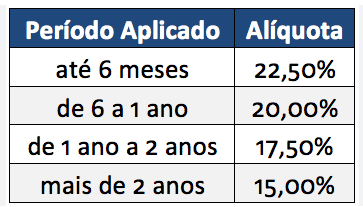 Período Aplicado Alíquota
até 6 meses 22,50%
de 6 a 1 ano 20,00%
de 1 ano a 2 anos 17,50%
mais de 2 anos 15,00%